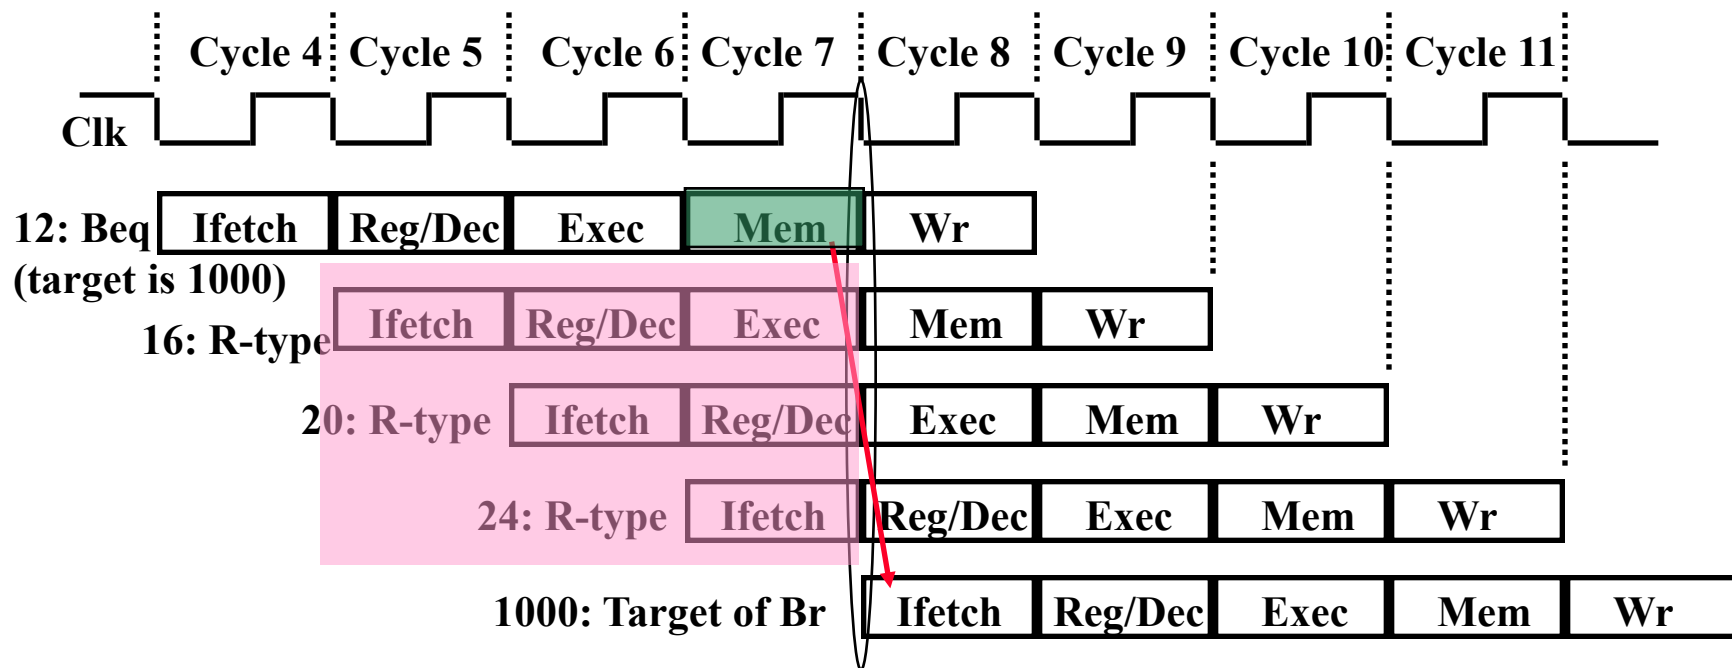 Cycle 4 Cycle 5 Cycle 6 Cycle 7 Cycle 8 Cycle 9 Cycle 10 Cycle 11
Clk
12: Beq Ifetch Reg/Dec Exec Mem Wr
(target is 1000)
16: R-type Ifetch Reg/Dec Exec Mem Wr
20: R-type Ifetch Reg/Dec Exec Mem Wr
24: R-type Ifetch Reg/Dec Exec Mem Wr
1000: Target of Br Ifetch Reg/Dec Exec Mem Wr